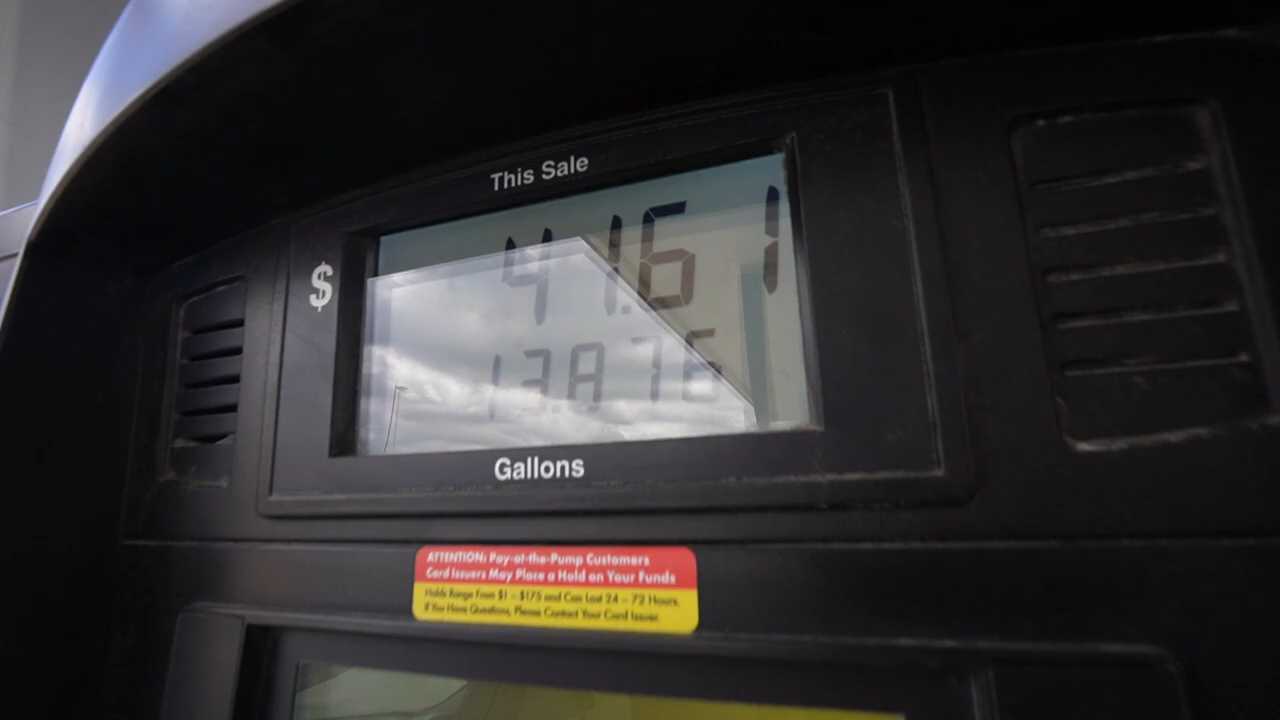 This Sale
$
41.61
13.876
Gallons
ATTENTION: Pay-at-the-Pump Customers
Card Issuers May Place a Hold on Your Funds
Holds Range From $1 - $175 and Can Last 24 - 72 Hours.
If You Have Questions, Please Contact Your Card Issuer.